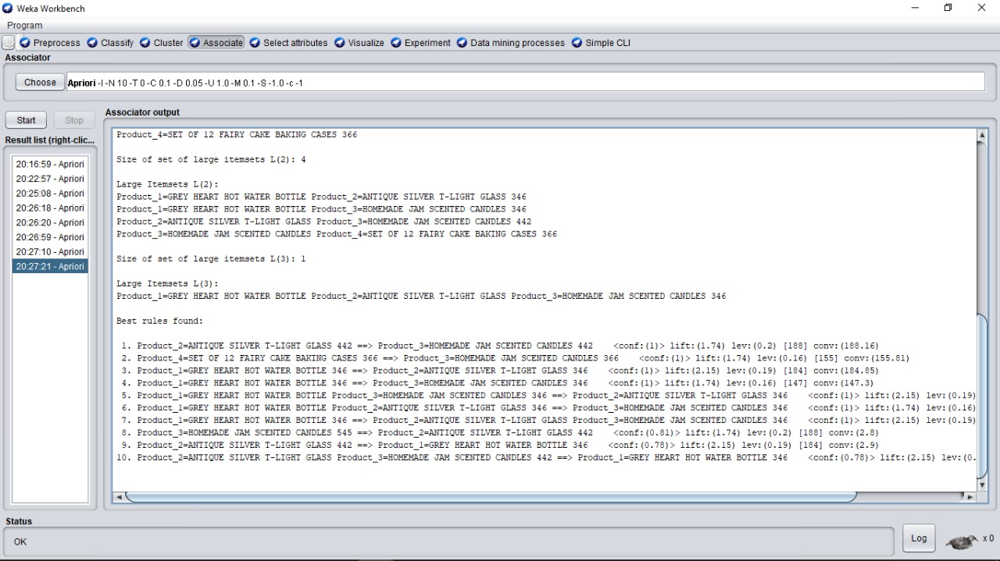 Weka Workbench
Program
Preprocess Classify Cluster Associate Select attributes Visualize Experiment Data mining processes Simple CLI
Associator
Choose Apriori -I -N 10 -T 0 -C 0.1 -D 0.05 -U 1.0 -M 0.1 -S -1.0 -c -1
Start Stop
Result list (right-clic...
20:16:59 - Apriori
20:22:57 - Apriori
20:25:08 - Apriori
20:26:18 - Apriori
20:26:20 - Apriori
20:26:59 - Apriori
20:27:10 - Apriori
20:27:21 - Apriori
Associator output
Product_4=SET OF 12 FAIRY CAKE BAKING CASES 366
Size of set of large itemsets L(2): 4
Large Itemsets L(2):
Product_1=GREY HEART HOT WATER BOTTLE Product_2=ANTIQUE SILVER T-LIGHT GLASS 346
Product_1=GREY HEART HOT WATER BOTTLE Product_3=HOMEMADE JAM SCENTED CANDLES 346
Product_2=ANTIQUE SILVER T-LIGHT GLASS Product_3=HOMEMADE JAM SCENTED CANDLES 442
Product_3=HOMEMADE JAM SCENTED CANDLES Product_4=SET OF 12 FAIRY CAKE BAKING CASES 366
Size of set of large itemsets L(3): 1
Large Itemsets L(3):
Product_1=GREY HEART HOT WATER BOTTLE Product_2=ANTIQUE SILVER T-LIGHT GLASS Product_3=HOMEMADE JAM SCENTED CANDLES 346
Best rules found:
1. Product_2=ANTIQUE SILVER T-LIGHT GLASS 442 ==> Product_3=HOMEMADE JAM SCENTED CANDLES 442 <conf:(1)> lift:(1.74) lev:(0.2) [188] conv:(188.16)
2. Product_4=SET OF 12 FAIRY CAKE BAKING CASES 366 ==> Product_3=HOMEMADE JAM SCENTED CANDLES 366 <conf:(1)> lift:(1.74) lev:(0.16) [155] conv:(155.81)
3. Product_1=GREY HEART HOT WATER BOTTLE 346 ==> Product_2=ANTIQUE SILVER T-LIGHT GLASS 346 <conf:(1)> lift:(2.15) lev:(0.19) [184] conv:(184.85)
4. Product_1=GREY HEART HOT WATER BOTTLE 346 ==> Product_3=HOMEMADE JAM SCENTED CANDLES 346 <conf:(1)> lift:(1.74) lev:(0.16) [147] conv:(147.3)
5. Product_1=GREY HEART HOT WATER BOTTLE Product_3=HOMEMADE JAM SCENTED CANDLES 346 ==> Product_2=ANTIQUE SILVER T-LIGHT GLASS 346 <conf:(1)> lift:(2.15) lev:(0.19)
6. Product_1=GREY HEART HOT WATER BOTTLE Product_2=ANTIQUE SILVER T-LIGHT GLASS 346 ==> Product_3=HOMEMADE JAM SCENTED CANDLES 346 <conf:(1)> lift:(1.74) lev:(0.16)
7. Product_1=GREY HEART HOT WATER BOTTLE 346 ==> Product_2=ANTIQUE SILVER T-LIGHT GLASS Product_3=HOMEMADE JAM SCENTED CANDLES 346 <conf:(1)> lift:(2.15) lev:(0.19)
8. Product_3=HOMEMADE JAM SCENTED CANDLES 545 ==> Product_2=ANTIQUE SILVER T-LIGHT GLASS 442 <conf:(0.81)> lift:(1.74) lev:(0.2) [188] conv:(2.8)
9. Product_2=ANTIQUE SILVER T-LIGHT GLASS 442 ==> Product_1=GREY HEART HOT WATER BOTTLE 346 <conf:(0.78)> lift:(2.15) lev:(0.19) [184] conv:(2.9)
10. Product_2=ANTIQUE SILVER T-LIGHT GLASS Product_3=HOMEMADE JAM SCENTED CANDLES 442 ==> Product_1=GREY HEART HOT WATER BOTTLE 346 <conf:(0.78)> lift:(2.15) lev:(0.
Status
OK
Log
x 0